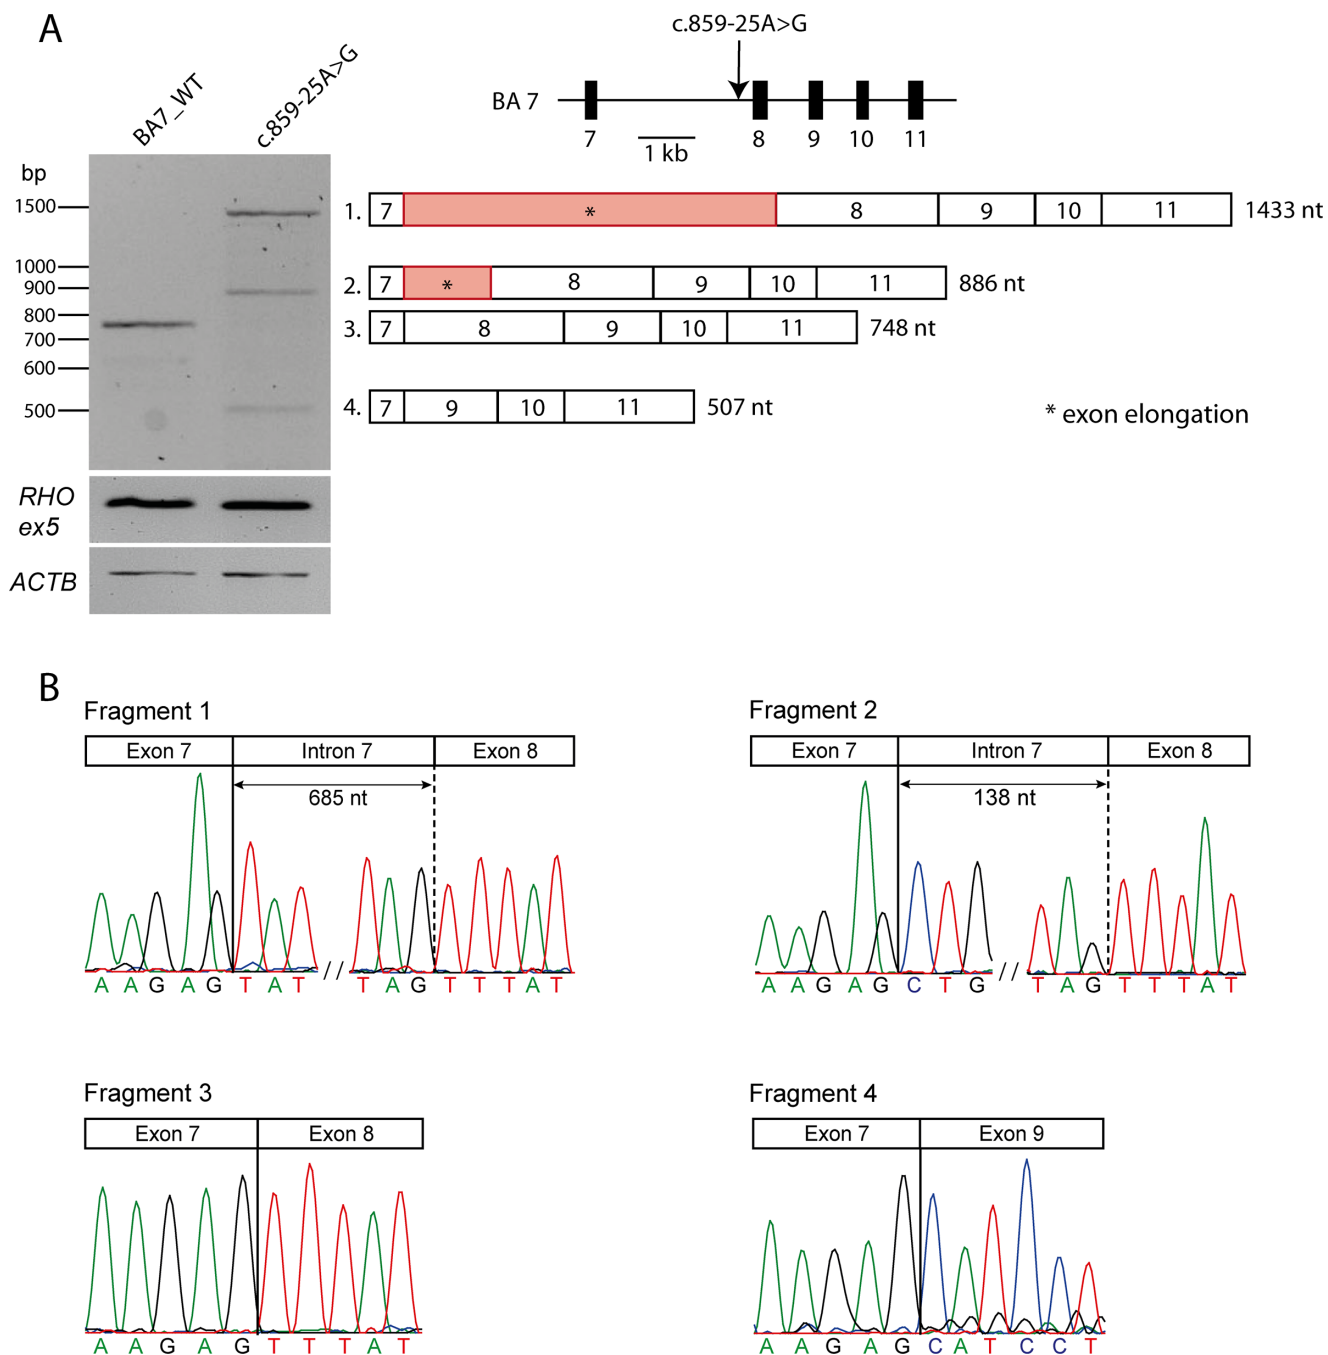 A
BA7_WT
c.859-25A>G
c.859-25A>G
BA 7
7 8 9 10 11
1 kb
bp
1500
1000
900
800
700
600
500
1. 7 * 8 9 10 11 1433 nt
2. 7 * 8 9 10 11 886 nt
3. 7 8 9 10 11 748 nt
4. 7 9 10 11 507 nt
* exon elongation
RHO
ex5
ACTB
B
Fragment 1
Exon 7 Intron 7 Exon 8
685 nt
A A G A G T A T // T A G T T T A T
Fragment 2
Exon 7 Intron 7 Exon 8
138 nt
A A G A G C T G // T A G T T T A T
Fragment 3
Exon 7 Exon 8
A A G A G T T T A T
Fragment 4
Exon 7 Exon 9
A A G A G C A T C C T